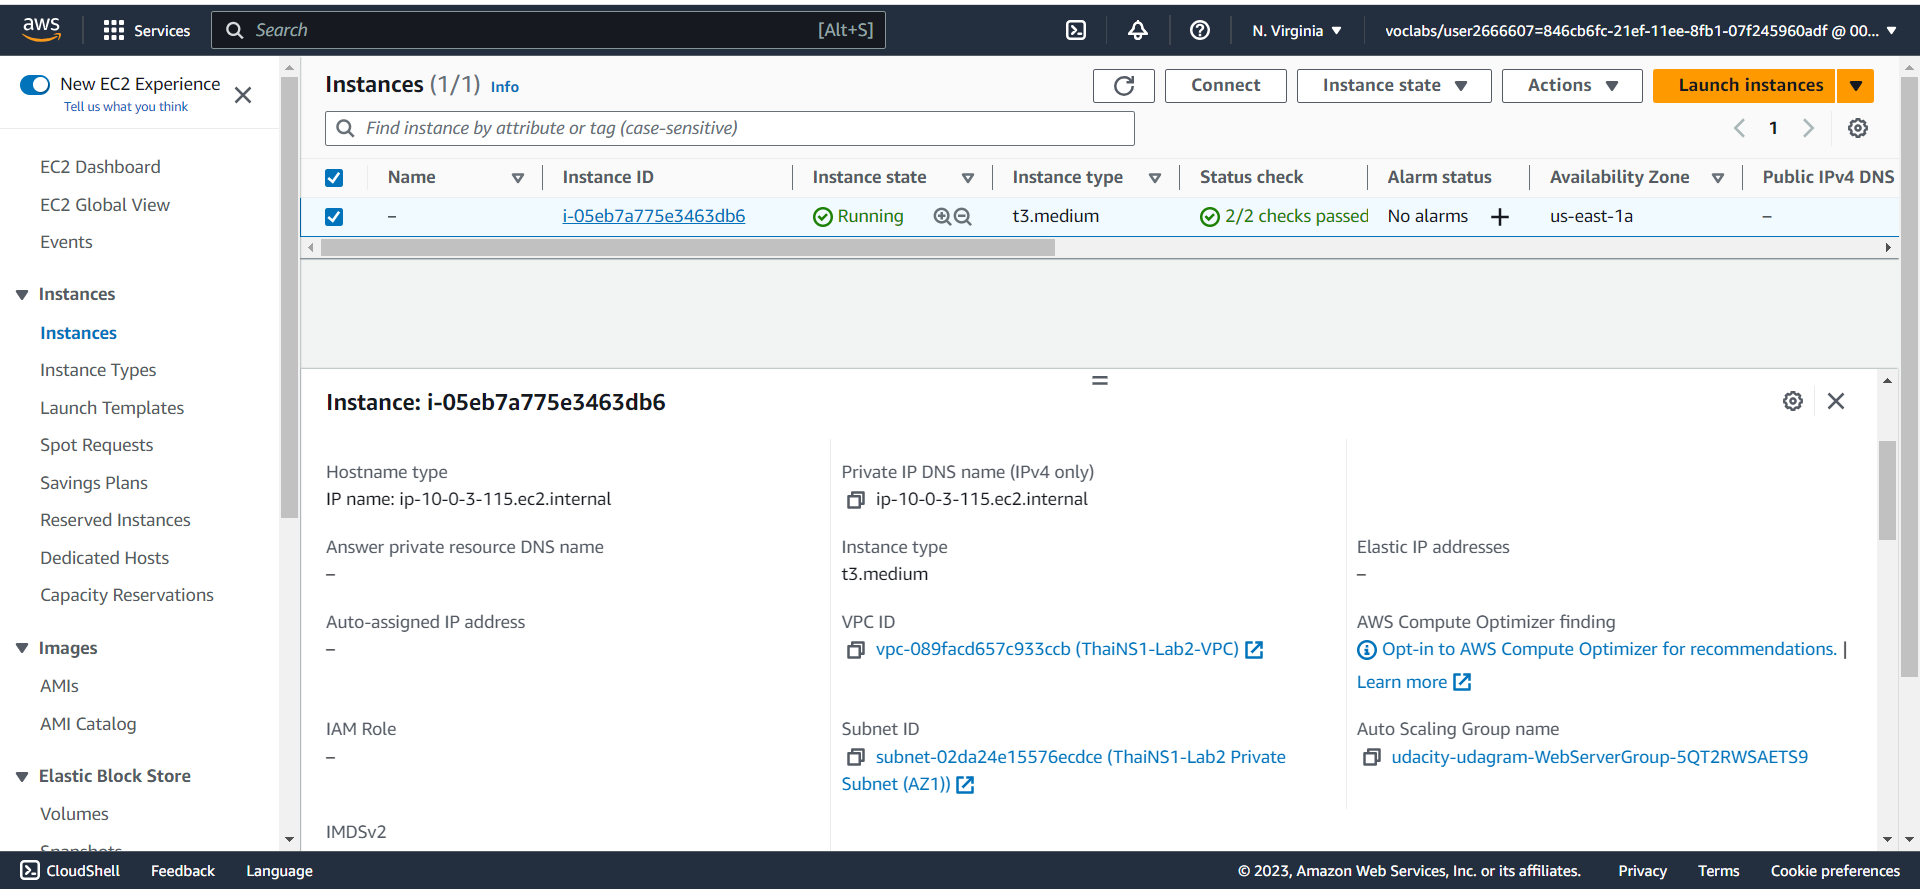 aws
Services
Search
[Alt+S]
N. Virginia
voclabs/user2666607=846cb6fc-21ef-11ee-8fb1-07f245960adf @ 00...
New EC2 Experience
Tell us what you think
EC2 Dashboard
EC2 Global View
Events
Instances
Instances
Instance Types
Launch Templates
Spot Requests
Savings Plans
Reserved Instances
Dedicated Hosts
Capacity Reservations
Images
AMIs
AMI Catalog
Elastic Block Store
Volumes
Snapshots
Instances (1/1) Info
Connect
Instance state
Actions
Launch instances
Find instance by attribute or tag (case-sensitive)
1
Name
Instance ID
Instance state
Instance type
Status check
Alarm status
Availability Zone
Public IPv4 DNS
–
i-05eb7a775e3463db6
Running
t3.medium
2/2 checks passed
No alarms
us-east-1a
–
Instance: i-05eb7a775e3463db6
Hostname type
IP name: ip-10-0-3-115.ec2.internal
Private IP DNS name (IPv4 only)
ip-10-0-3-115.ec2.internal
Answer private resource DNS name
–
Instance type
t3.medium
Elastic IP addresses
–
Auto-assigned IP address
–
VPC ID
vpc-089facd657c933ccb (ThaiNS1-Lab2-VPC)
AWS Compute Optimizer finding
Opt-in to AWS Compute Optimizer for recommendations. |
Learn more
IAM Role
–
Subnet ID
subnet-02da24e15576ecdce (ThaiNS1-Lab2 Private
Subnet (AZ1))
Auto Scaling Group name
udacity-udagram-WebServerGroup-5QT2RWSAETS9
IMDSv2
CloudShell
Feedback
Language
© 2023, Amazon Web Services, Inc. or its affiliates.
Privacy
Terms
Cookie preferences